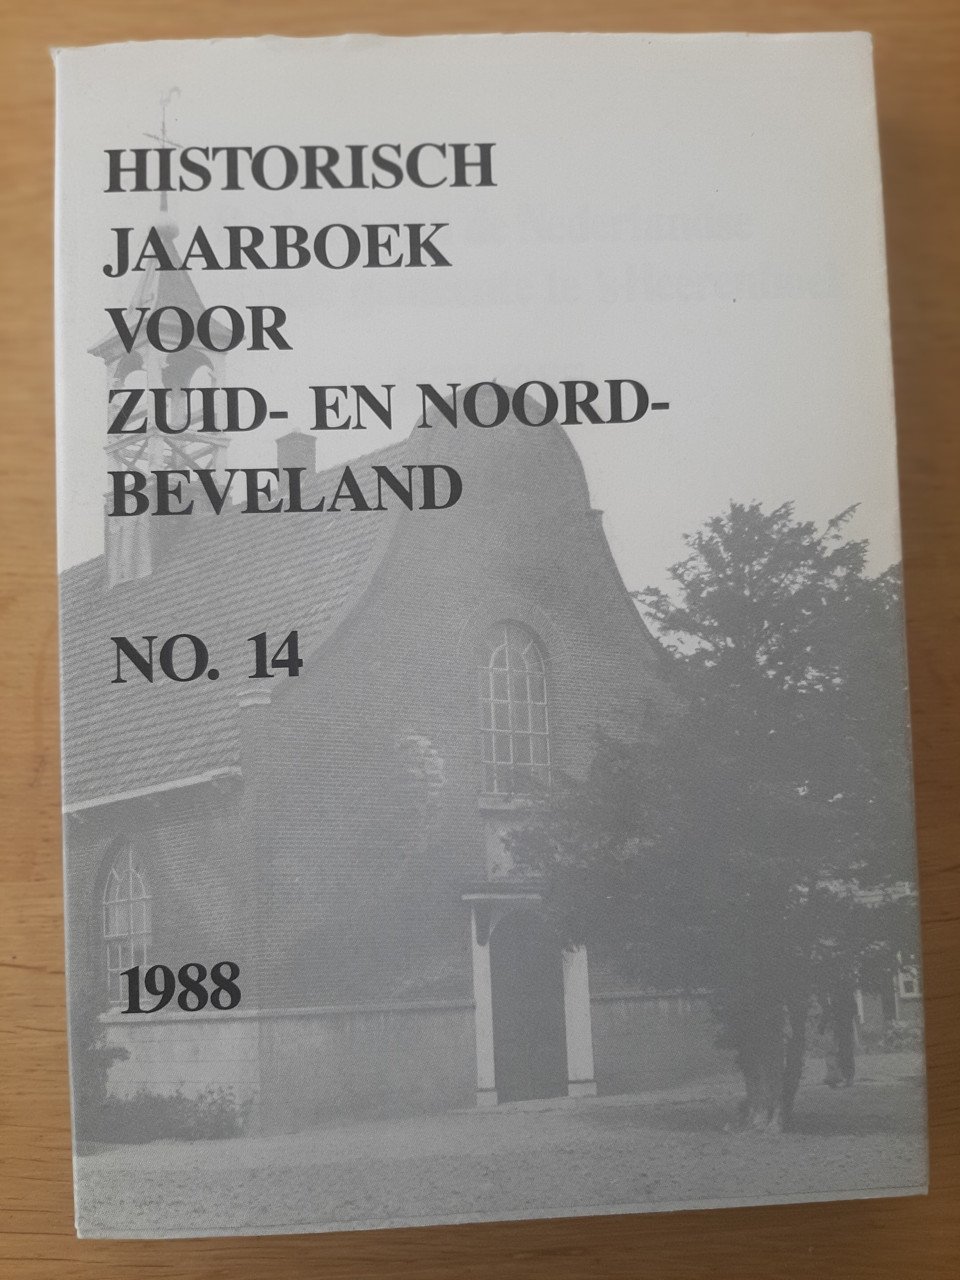 HISTORISCH
JAARBOEK
VOOR
ZUID- EN NOORD-
BEVELAND
NO. 14
1988